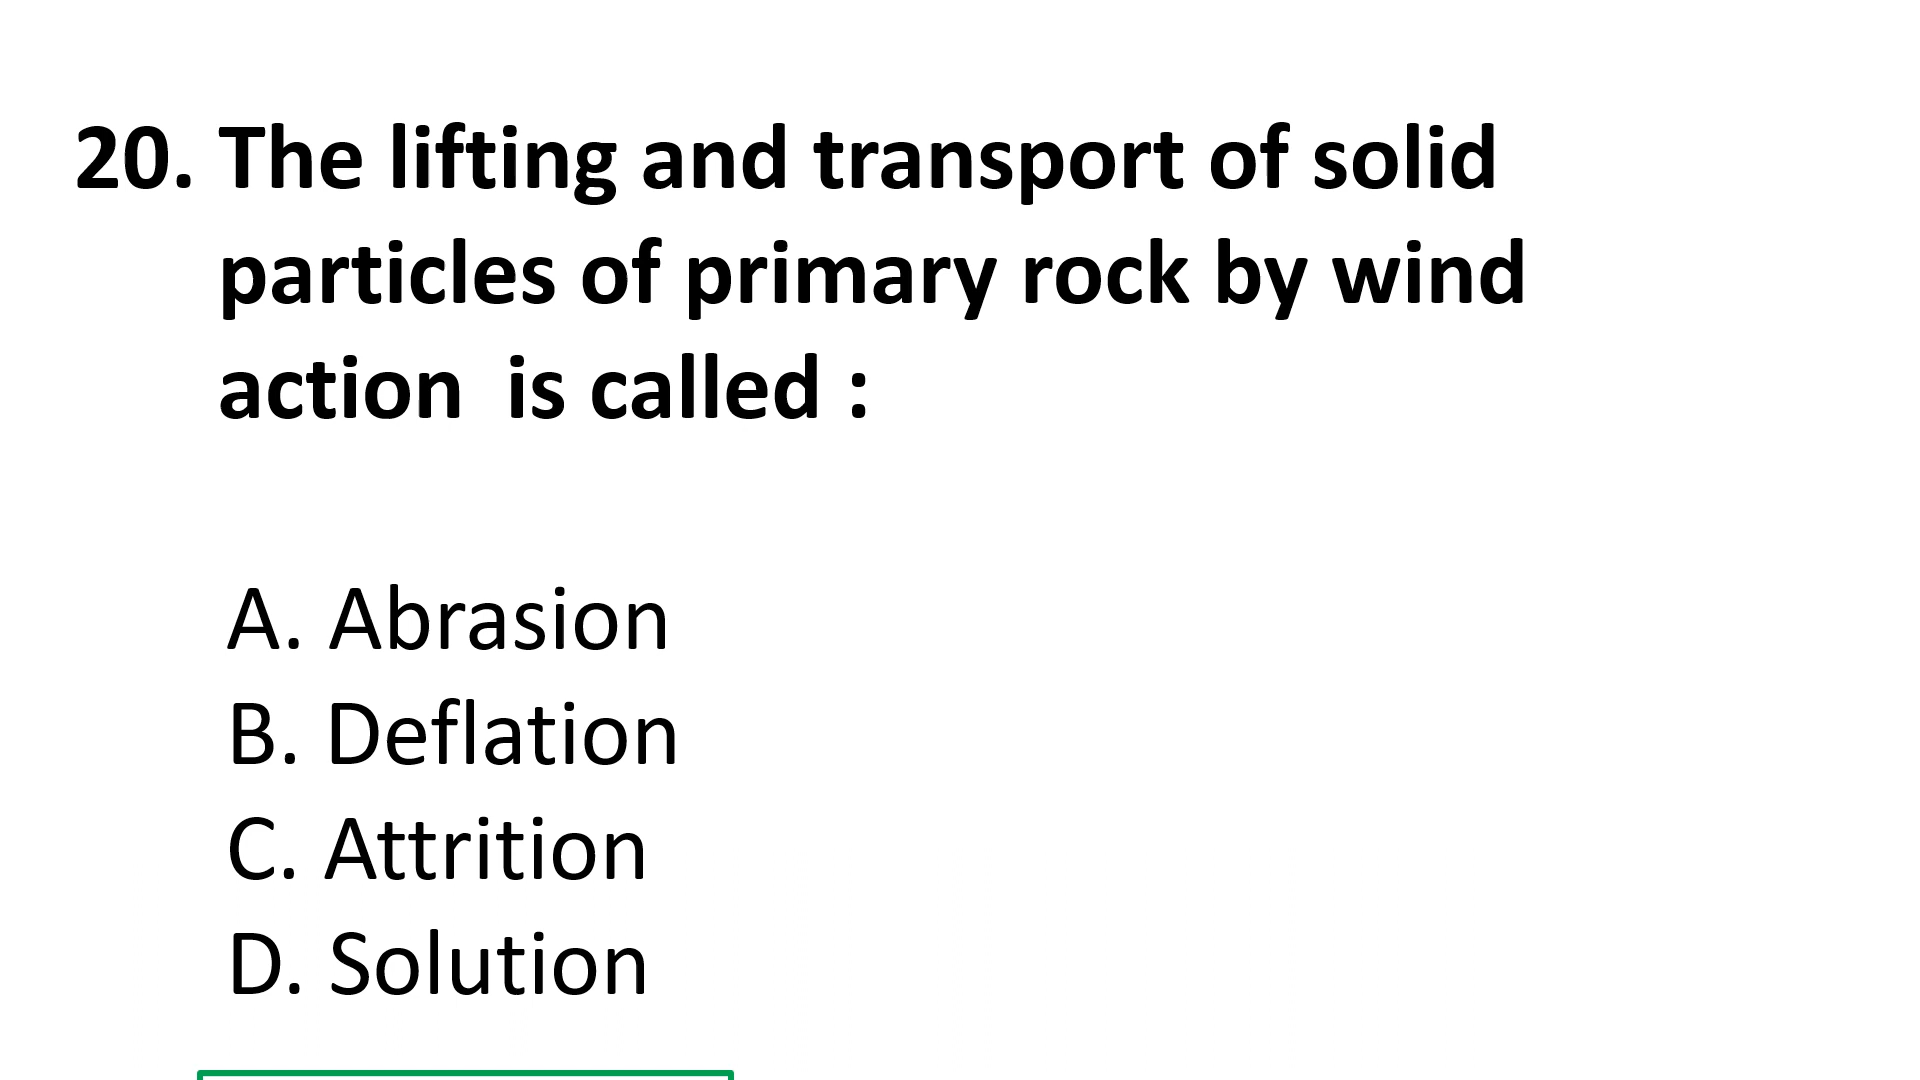 20. The lifting and transport of solid
particles of primary rock by wind
action  is called :
A. Abrasion
B. Deflation
C. Attrition
D. Solution